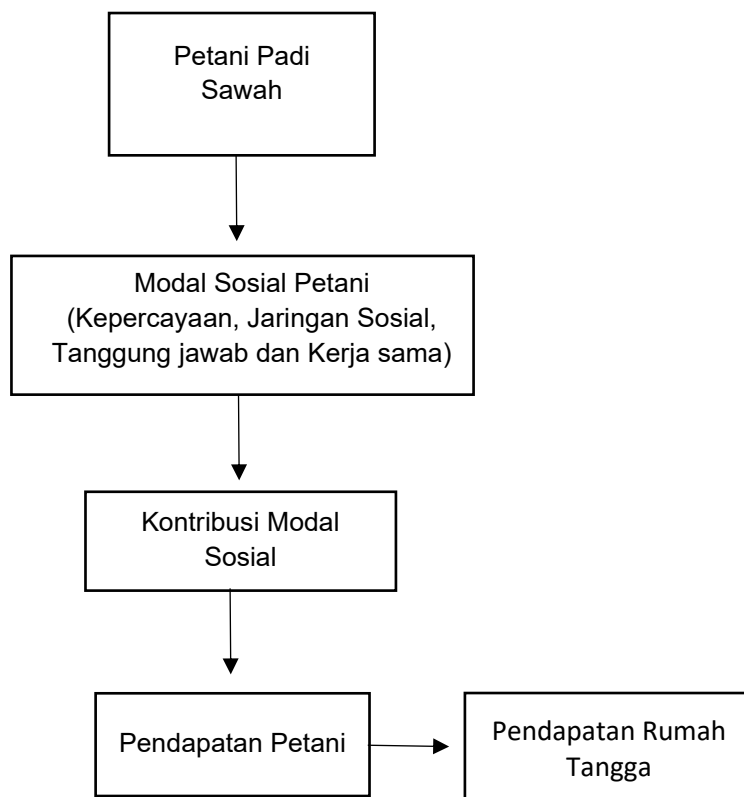 Petani Padi
Sawah
Modal Sosial Petani
(Kepercayaan, Jaringan Sosial,
Tanggung jawab dan Kerja sama)
Kontribusi Modal
Sosial
Pendapatan Petani
Pendapatan Rumah
Tangga